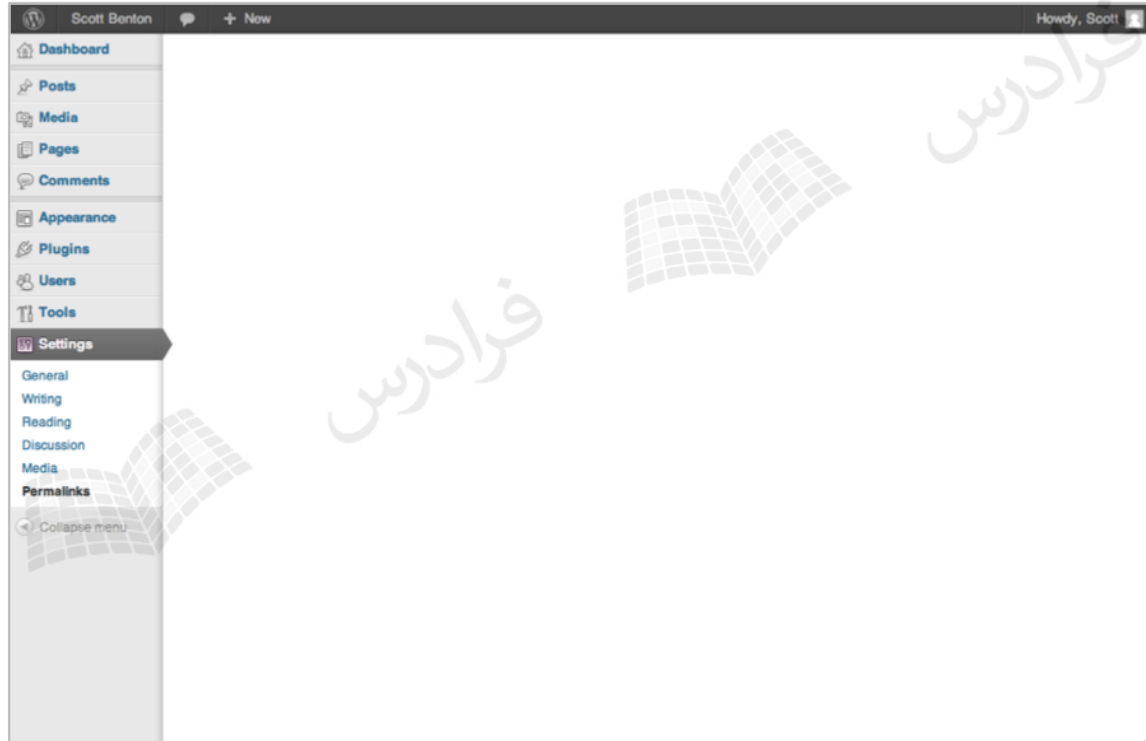 Scott Benton + New Howdy, Scott
Dashboard
Posts
Media
Pages
Comments
Appearance
Plugins
Users
Tools
Settings
General
Writing
Reading
Discussion
Media
Permalinks
Collapse menu
فرادرس
فرادرس